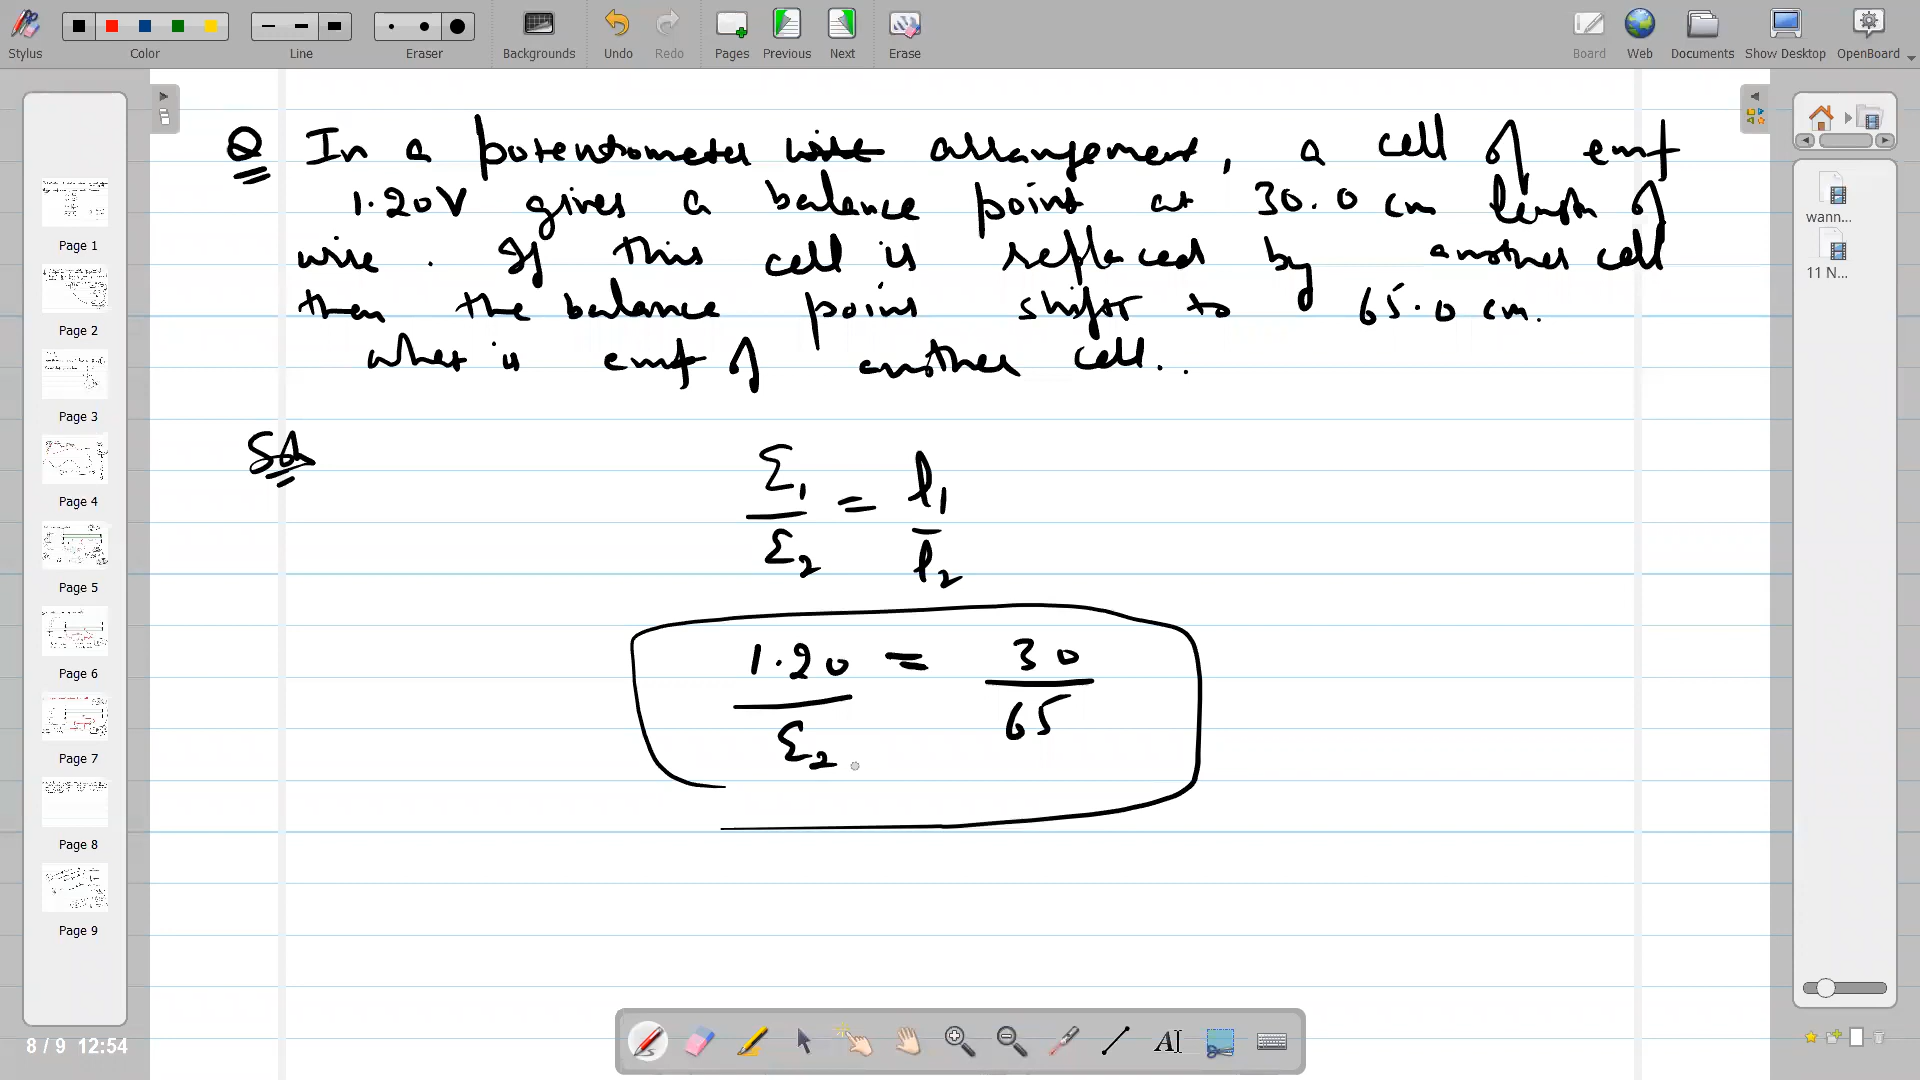 Stylus Color Line Eraser Backgrounds Undo Redo Pages Previous Next Erase Board Web Documents Show Desktop OpenBoard
Q In a potentiometer arrangement, a cell of emf
1.20V gives a balance point at 30.0 cm length of
wire. If this cell is replaced by another cell
then the balance point shifts to 65.0 cm.
what is emf of another cell..
Sol
Ɛ₁/Ɛ₂ = l₁/l₂
1.20/Ɛ₂ = 30/65
Page 1
Page 2
Page 3
Page 4
Page 5
Page 6
Page 7
Page 8
Page 9
8 / 9 12:54
wann...
11 N...
AI